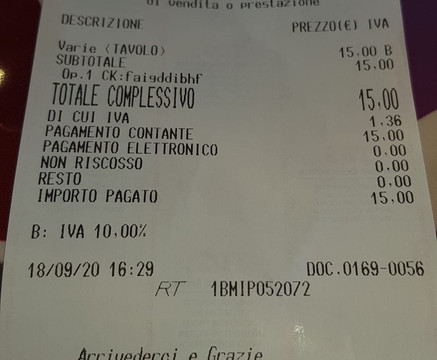 di vendita o prestazione
DESCRIZIONE PREZZO(€) IVA
Varie (TAVOLO) 15.00 B
SUBTOTALE 15.00
Op.1 CK:faigddibhf
TOTALE COMPLESSIVO 15,00
DI CUI IVA 1.36
PAGAMENTO CONTANTE 15.00
PAGAMENTO ELETTRONICO 0.00
NON RISCOSSO 0.00
RESTO 0.00
IMPORTO PAGATO 15.00
B: IVA 10,00%
18/09/20 16:29 DOC.0169-0056
RT 1BMIP052072
Arrivederci e Grazie